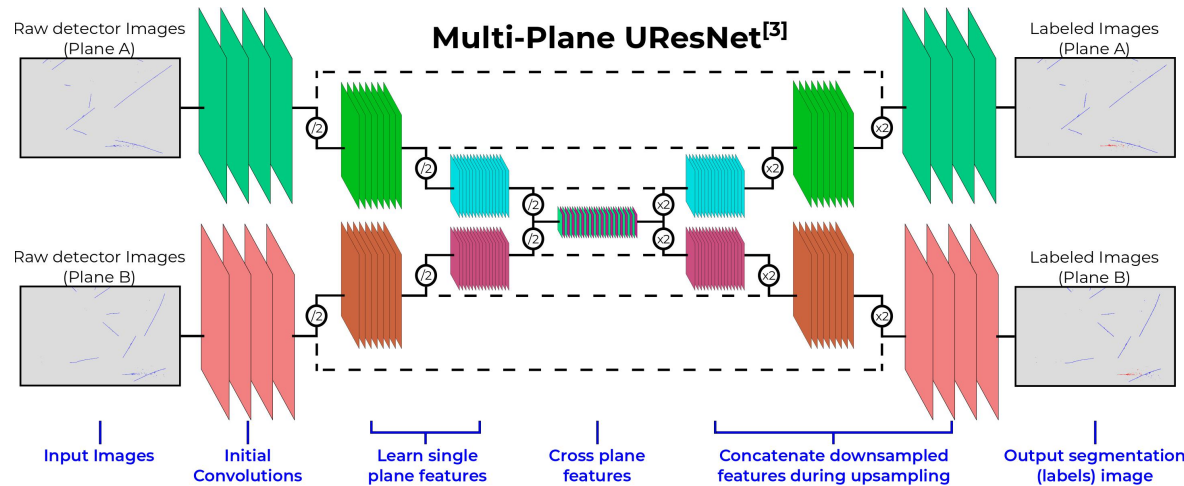 Multi-Plane UResNet[3]
Raw detector Images
(Plane A)
Labeled Images
(Plane A)
/2
x2
/2
x2
/2
x2
/2
x2
/2
x2
/2
x2
Raw detector Images
(Plane B)
Labeled Images
(Plane B)
Input Images
Initial
Convolutions
Learn single
plane features
Cross plane
features
Concatenate downsampled
features during upsampling
Output segmentation
(labels) image